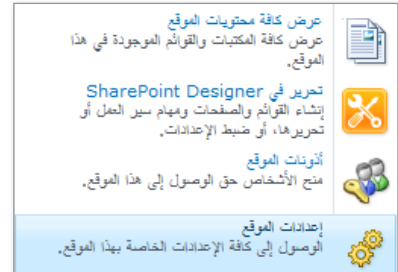 عرض كافة محتويات الموقع
عرض كافة المكتبات والقوائم الموجودة في هذا
الموقع.
تحرير في SharePoint Designer
إنشاء القوائم والصفحات ومهام سير العمل أو
تحريرها، أو ضبط الإعدادات.
أذونات الموقع
منح الأشخاص حق الوصول إلى هذا الموقع.
إعدادات الموقع
الوصول إلى كافة الإعدادات الخاصة بهذا الموقع.